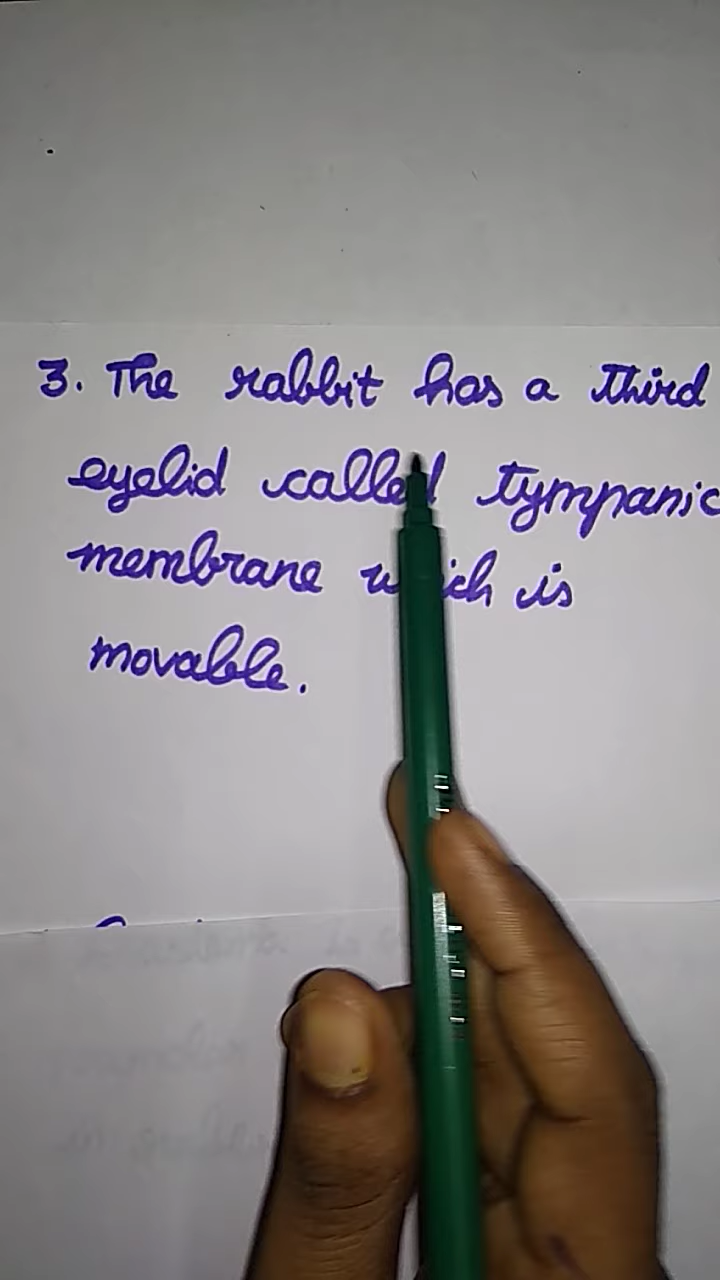 3. The rabbit has a third
eyelid called tympanic
membrane which is
movable.